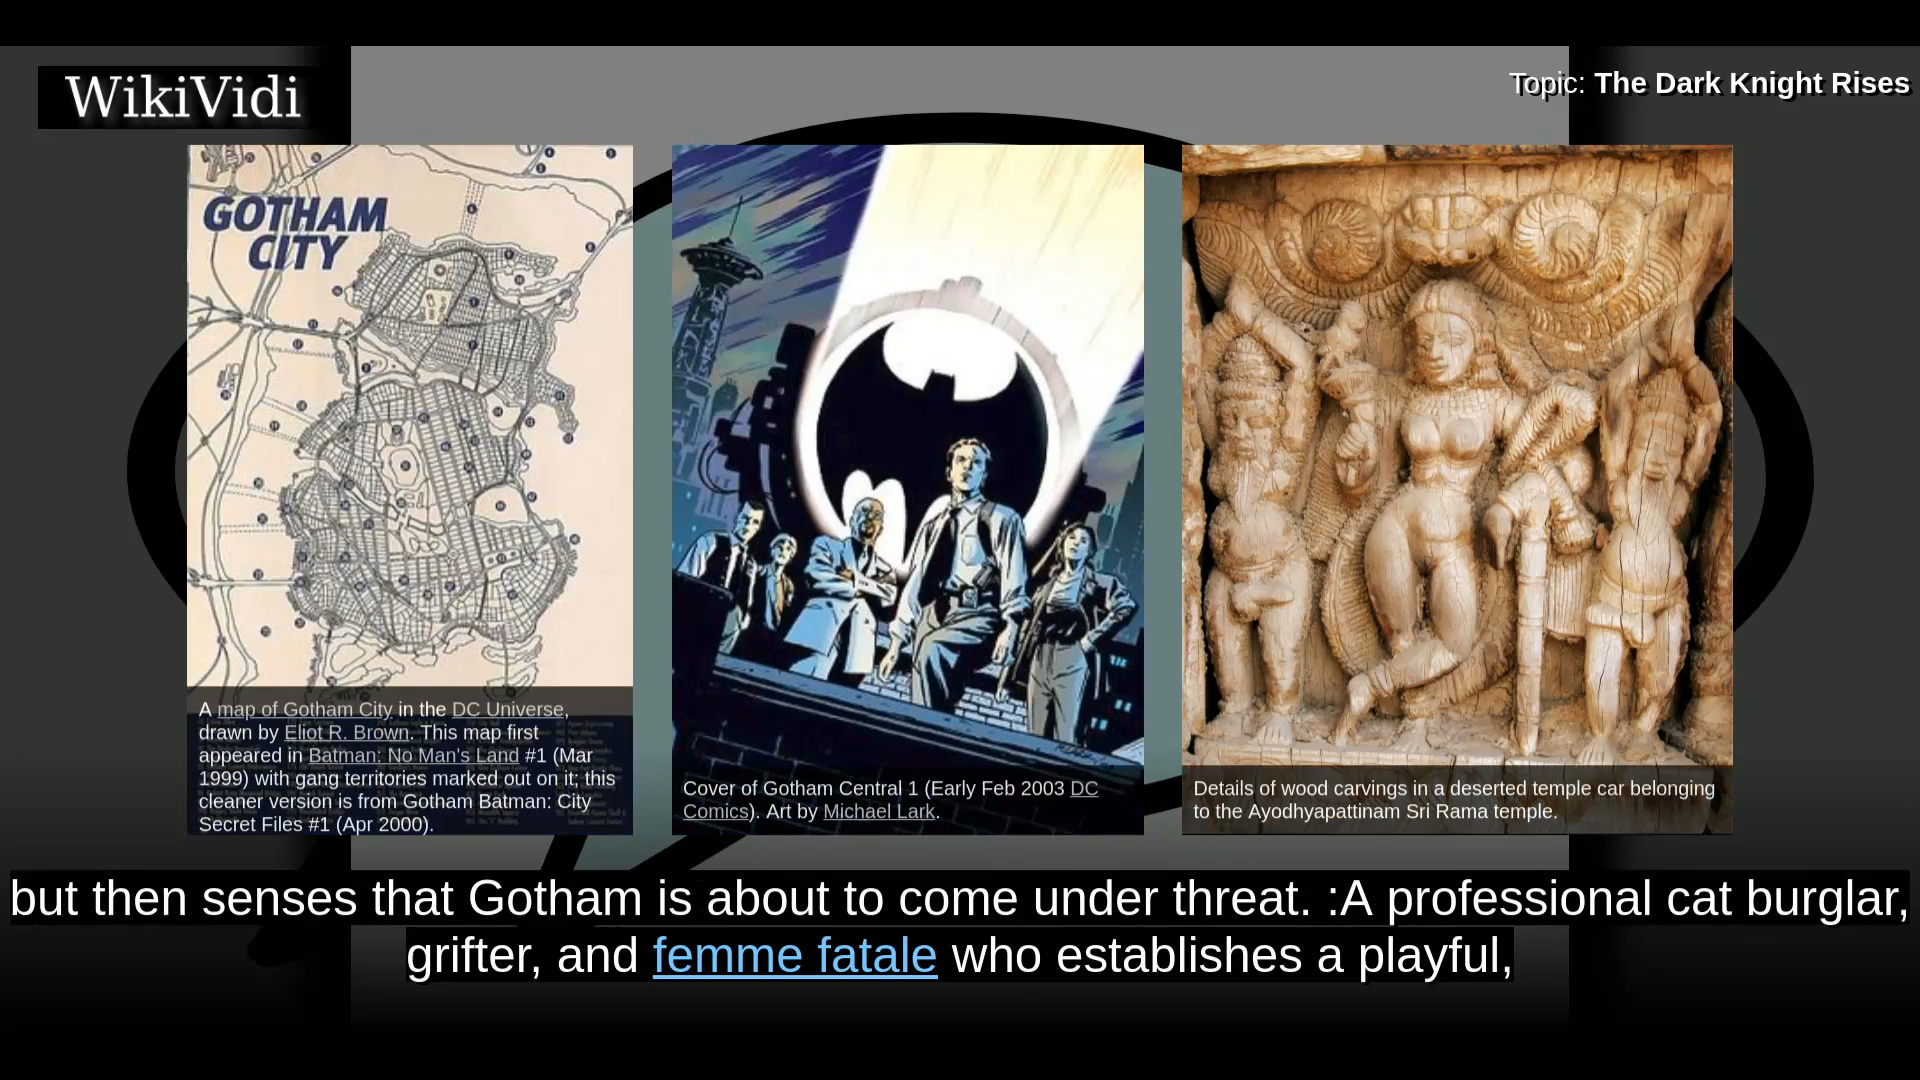 WikiVidi
Topic: The Dark Knight Rises
GOTHAM
CITY
A map of Gotham City in the DC Universe,
drawn by Eliot R. Brown. This map first
appeared in Batman: No Man's Land #1 (Mar
1999) with gang territories marked out on it; this
cleaner version is from Gotham Batman: City
Secret Files #1 (Apr 2000).
Cover of Gotham Central 1 (Early Feb 2003 DC
Comics). Art by Michael Lark.
Details of wood carvings in a deserted temple car belonging
to the Ayodhyapattinam Sri Rama temple.
but then senses that Gotham is about to come under threat. :A professional cat burglar,
grifter, and femme fatale who establishes a playful,